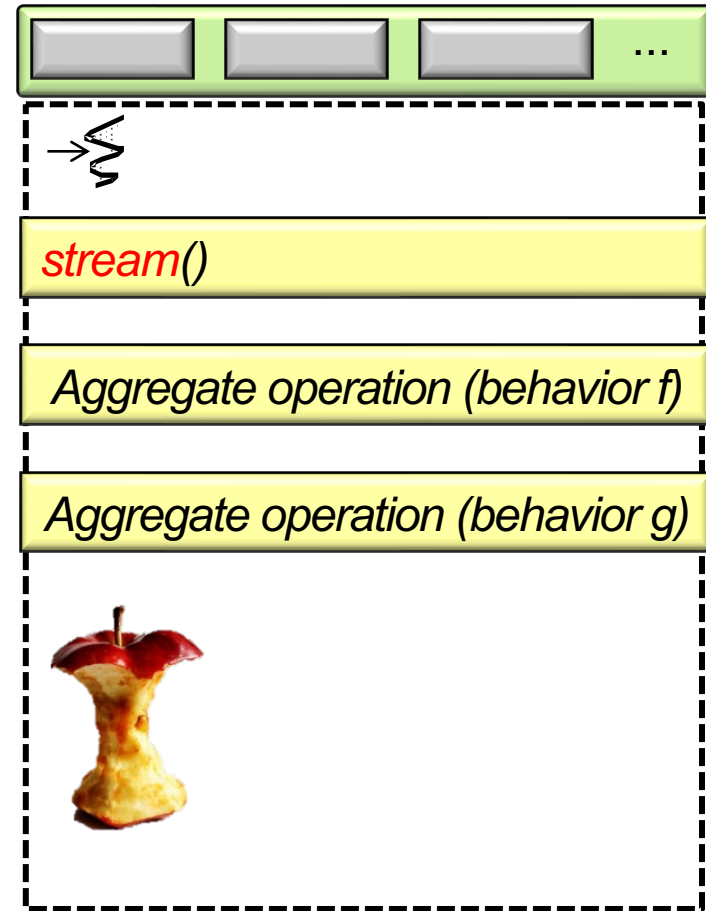 ...
stream()
Aggregate operation (behavior f)
Aggregate operation (behavior g)